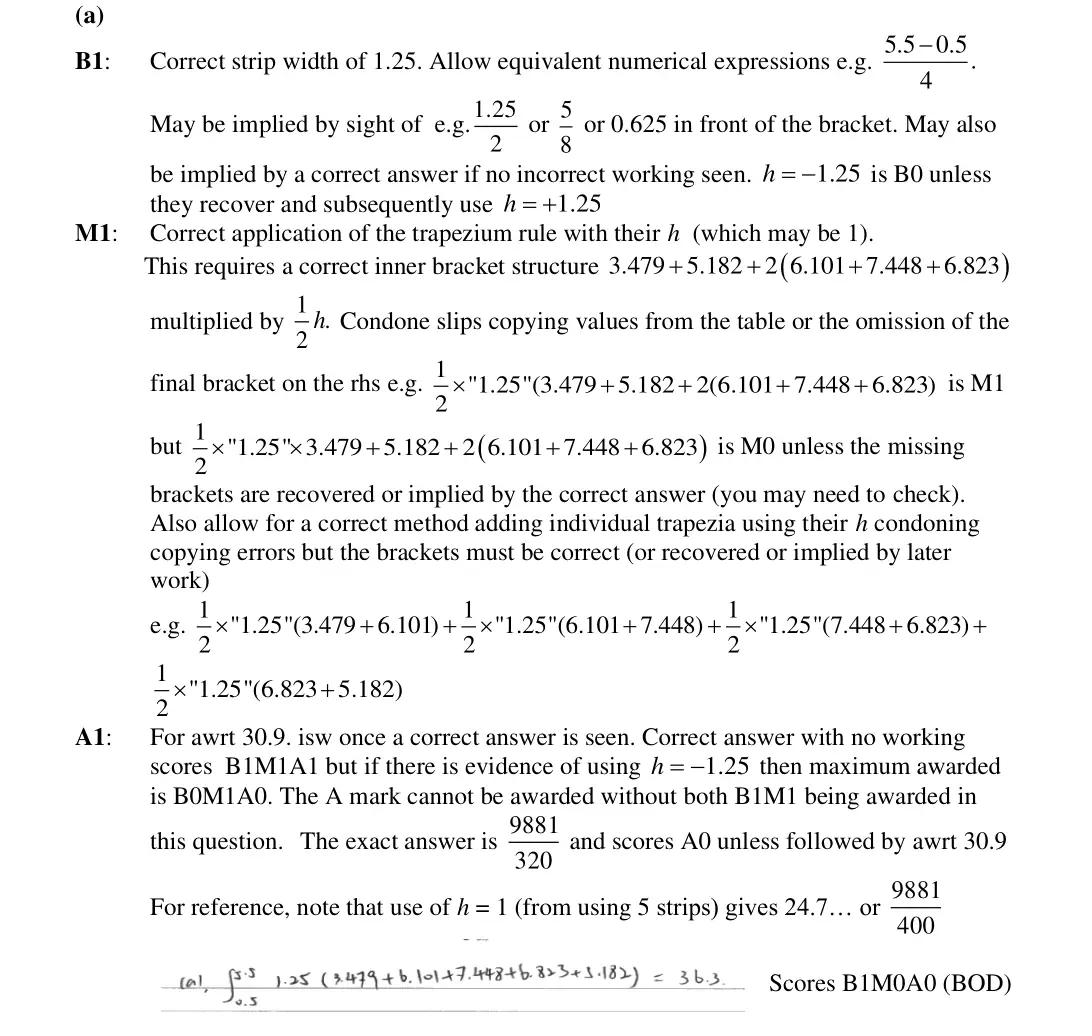 (a)
B1: Correct strip width of 1.25. Allow equivalent numerical expressions e.g. \frac{5.5-0.5}{4}.
May be implied by sight of e.g. \frac{1.25}{2} or \frac{5}{8} or 0.625 in front of the bracket. May also
be implied by a correct answer if no incorrect working seen. h = −1.25 is B0 unless
they recover and subsequently use h = +1.25
M1: Correct application of the trapezium rule with their h (which may be 1).
This requires a correct inner bracket structure 3.479+5.182+2(6.101+7.448+6.823)
multiplied by \frac{1}{2}h. Condone slips copying values from the table or the omission of the
final bracket on the rhs e.g. \frac{1}{2}×"1.25"(3.479+5.182+2(6.101+7.448+6.823) is M1
but \frac{1}{2}×"1.25"×3.479+5.182+2(6.101+7.448+6.823) is M0 unless the missing
brackets are recovered or implied by the correct answer (you may need to check).
Also allow for a correct method adding individual trapezia using their h condoning
copying errors but the brackets must be correct (or recovered or implied by later
work)
e.g. \frac{1}{2}×"1.25"(3.479+6.101)+\frac{1}{2}×"1.25"(6.101+7.448)+\frac{1}{2}×"1.25"(7.448+6.823)+
\frac{1}{2}×"1.25"(6.823+5.182)
A1: For awrt 30.9. isw once a correct answer is seen. Correct answer with no working
scores B1M1A1 but if there is evidence of using h = −1.25 then maximum awarded
is B0M1A0. The A mark cannot be awarded without both B1M1 being awarded in
this question. The exact answer is \frac{9881}{320} and scores A0 unless followed by awrt 30.9
For reference, note that use of h = 1 (from using 5 strips) gives 24.7… or \frac{9881}{400}
(a), \int_{0.5}^{5.5} 1.25 (3.479+6.101+7.448+6.823+5.182) = 36.3. Scores B1M0A0 (BOD)